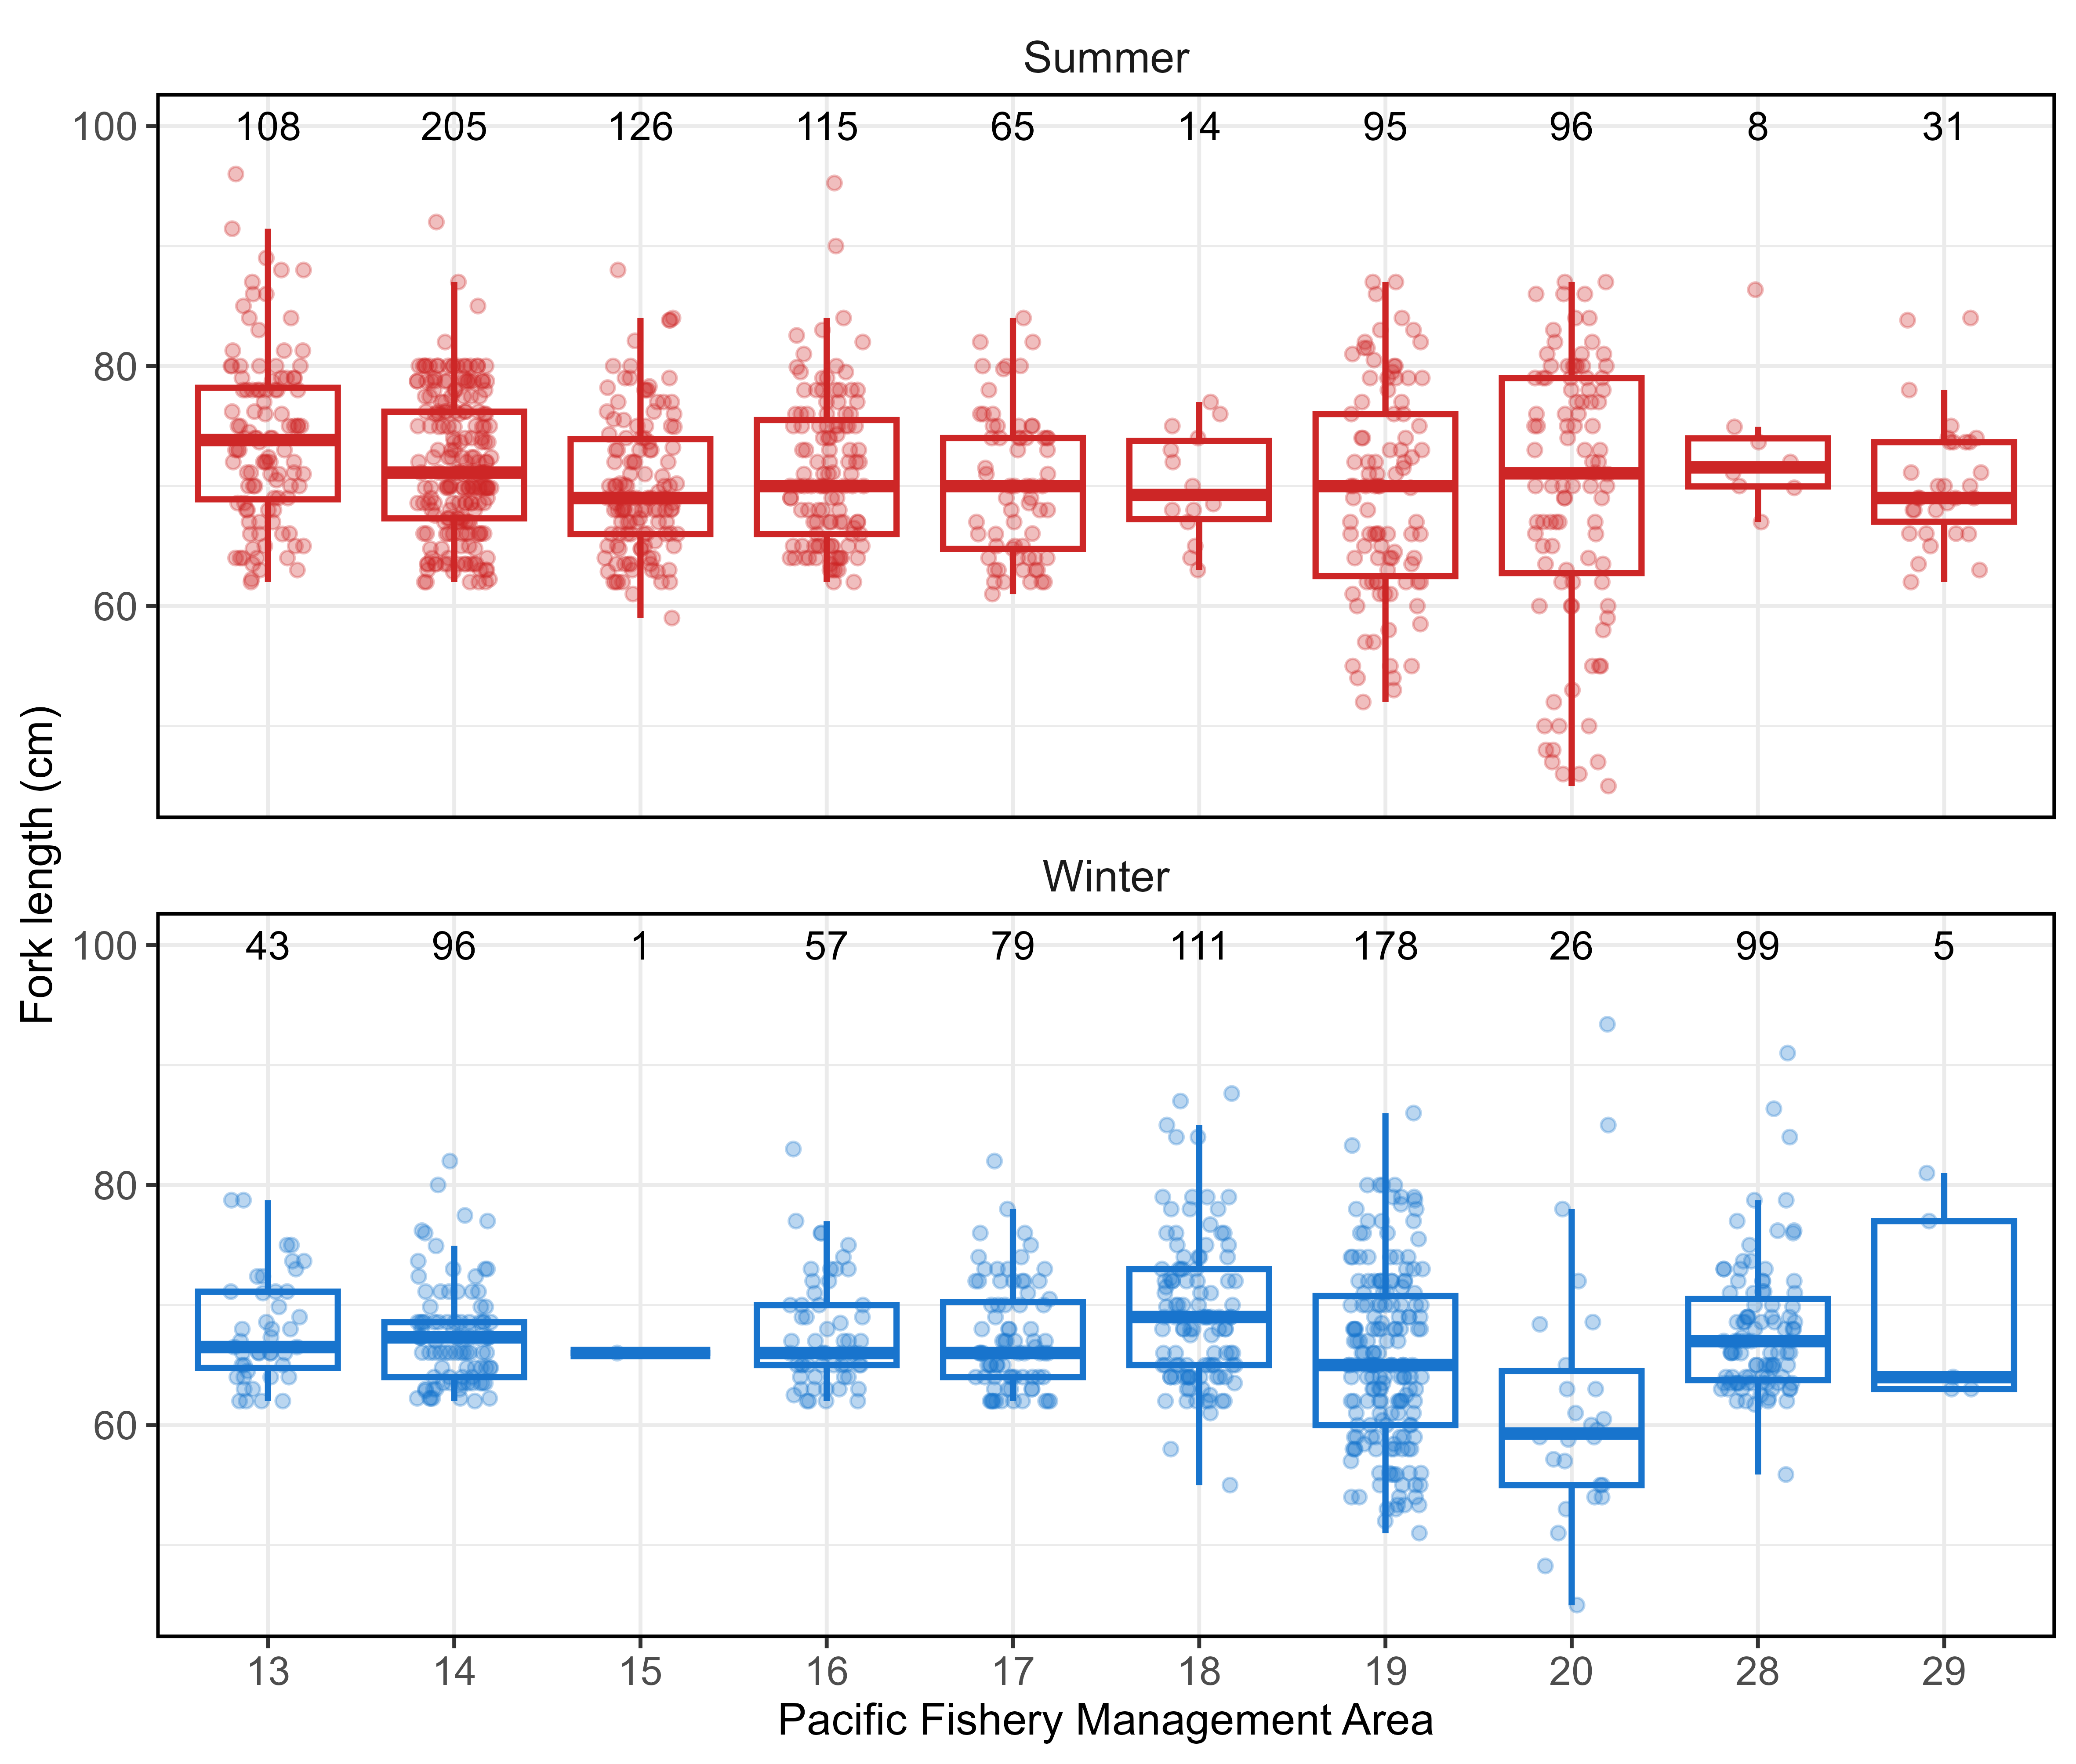 Summer
100
108 205 126 115 65 14 95 96 8 31
80
60
Fork length (cm)
Winter
100
43 96 1 57 79 111 178 26 99 5
80
60
13 14 15 16 17 18 19 20 28 29
Pacific Fishery Management Area